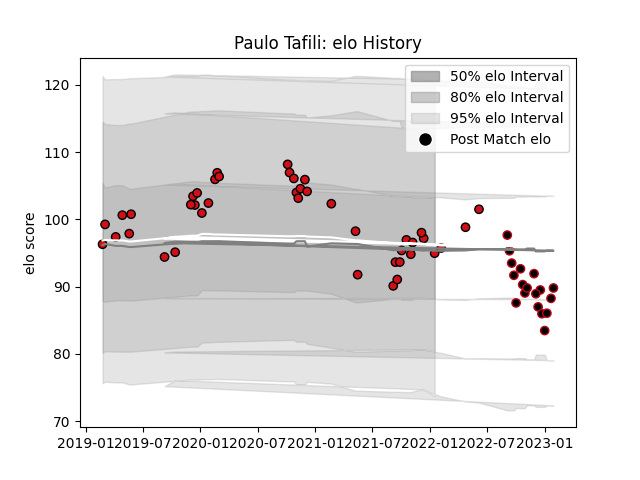 Paulo Tafili: elo History
elo score
120
110
100
90
80
70
50% elo Interval
80% elo Interval
95% elo Interval
Post Match elo
2019-01
2019-07
2020-01
2020-07
2021-01
2021-07
2022-01
2022-07
2023-01